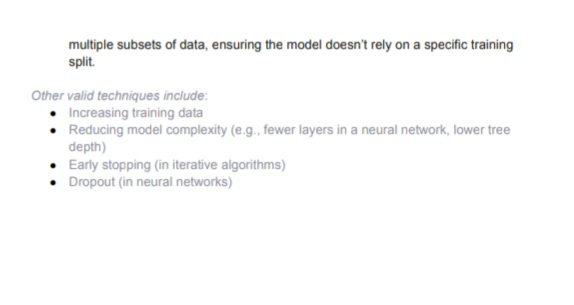 multiple subsets of data, ensuring the model doesn't rely on a specific training
split.
Other valid techniques include:
● Increasing training data
● Reducing model complexity (e.g., fewer layers in a neural network, lower tree
depth)
● Early stopping (in iterative algorithms)
● Dropout (in neural networks)